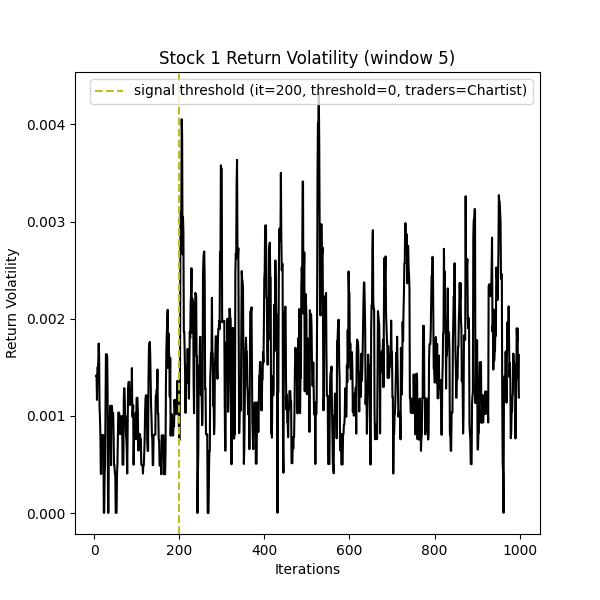 Stock 1 Return Volatility (window 5)
signal threshold (it=200, threshold=0, traders=Chartist)
0.004
0.003
0.002
0.001
0.000
Return Volatility
0 200 400 600 800 1000
Iterations